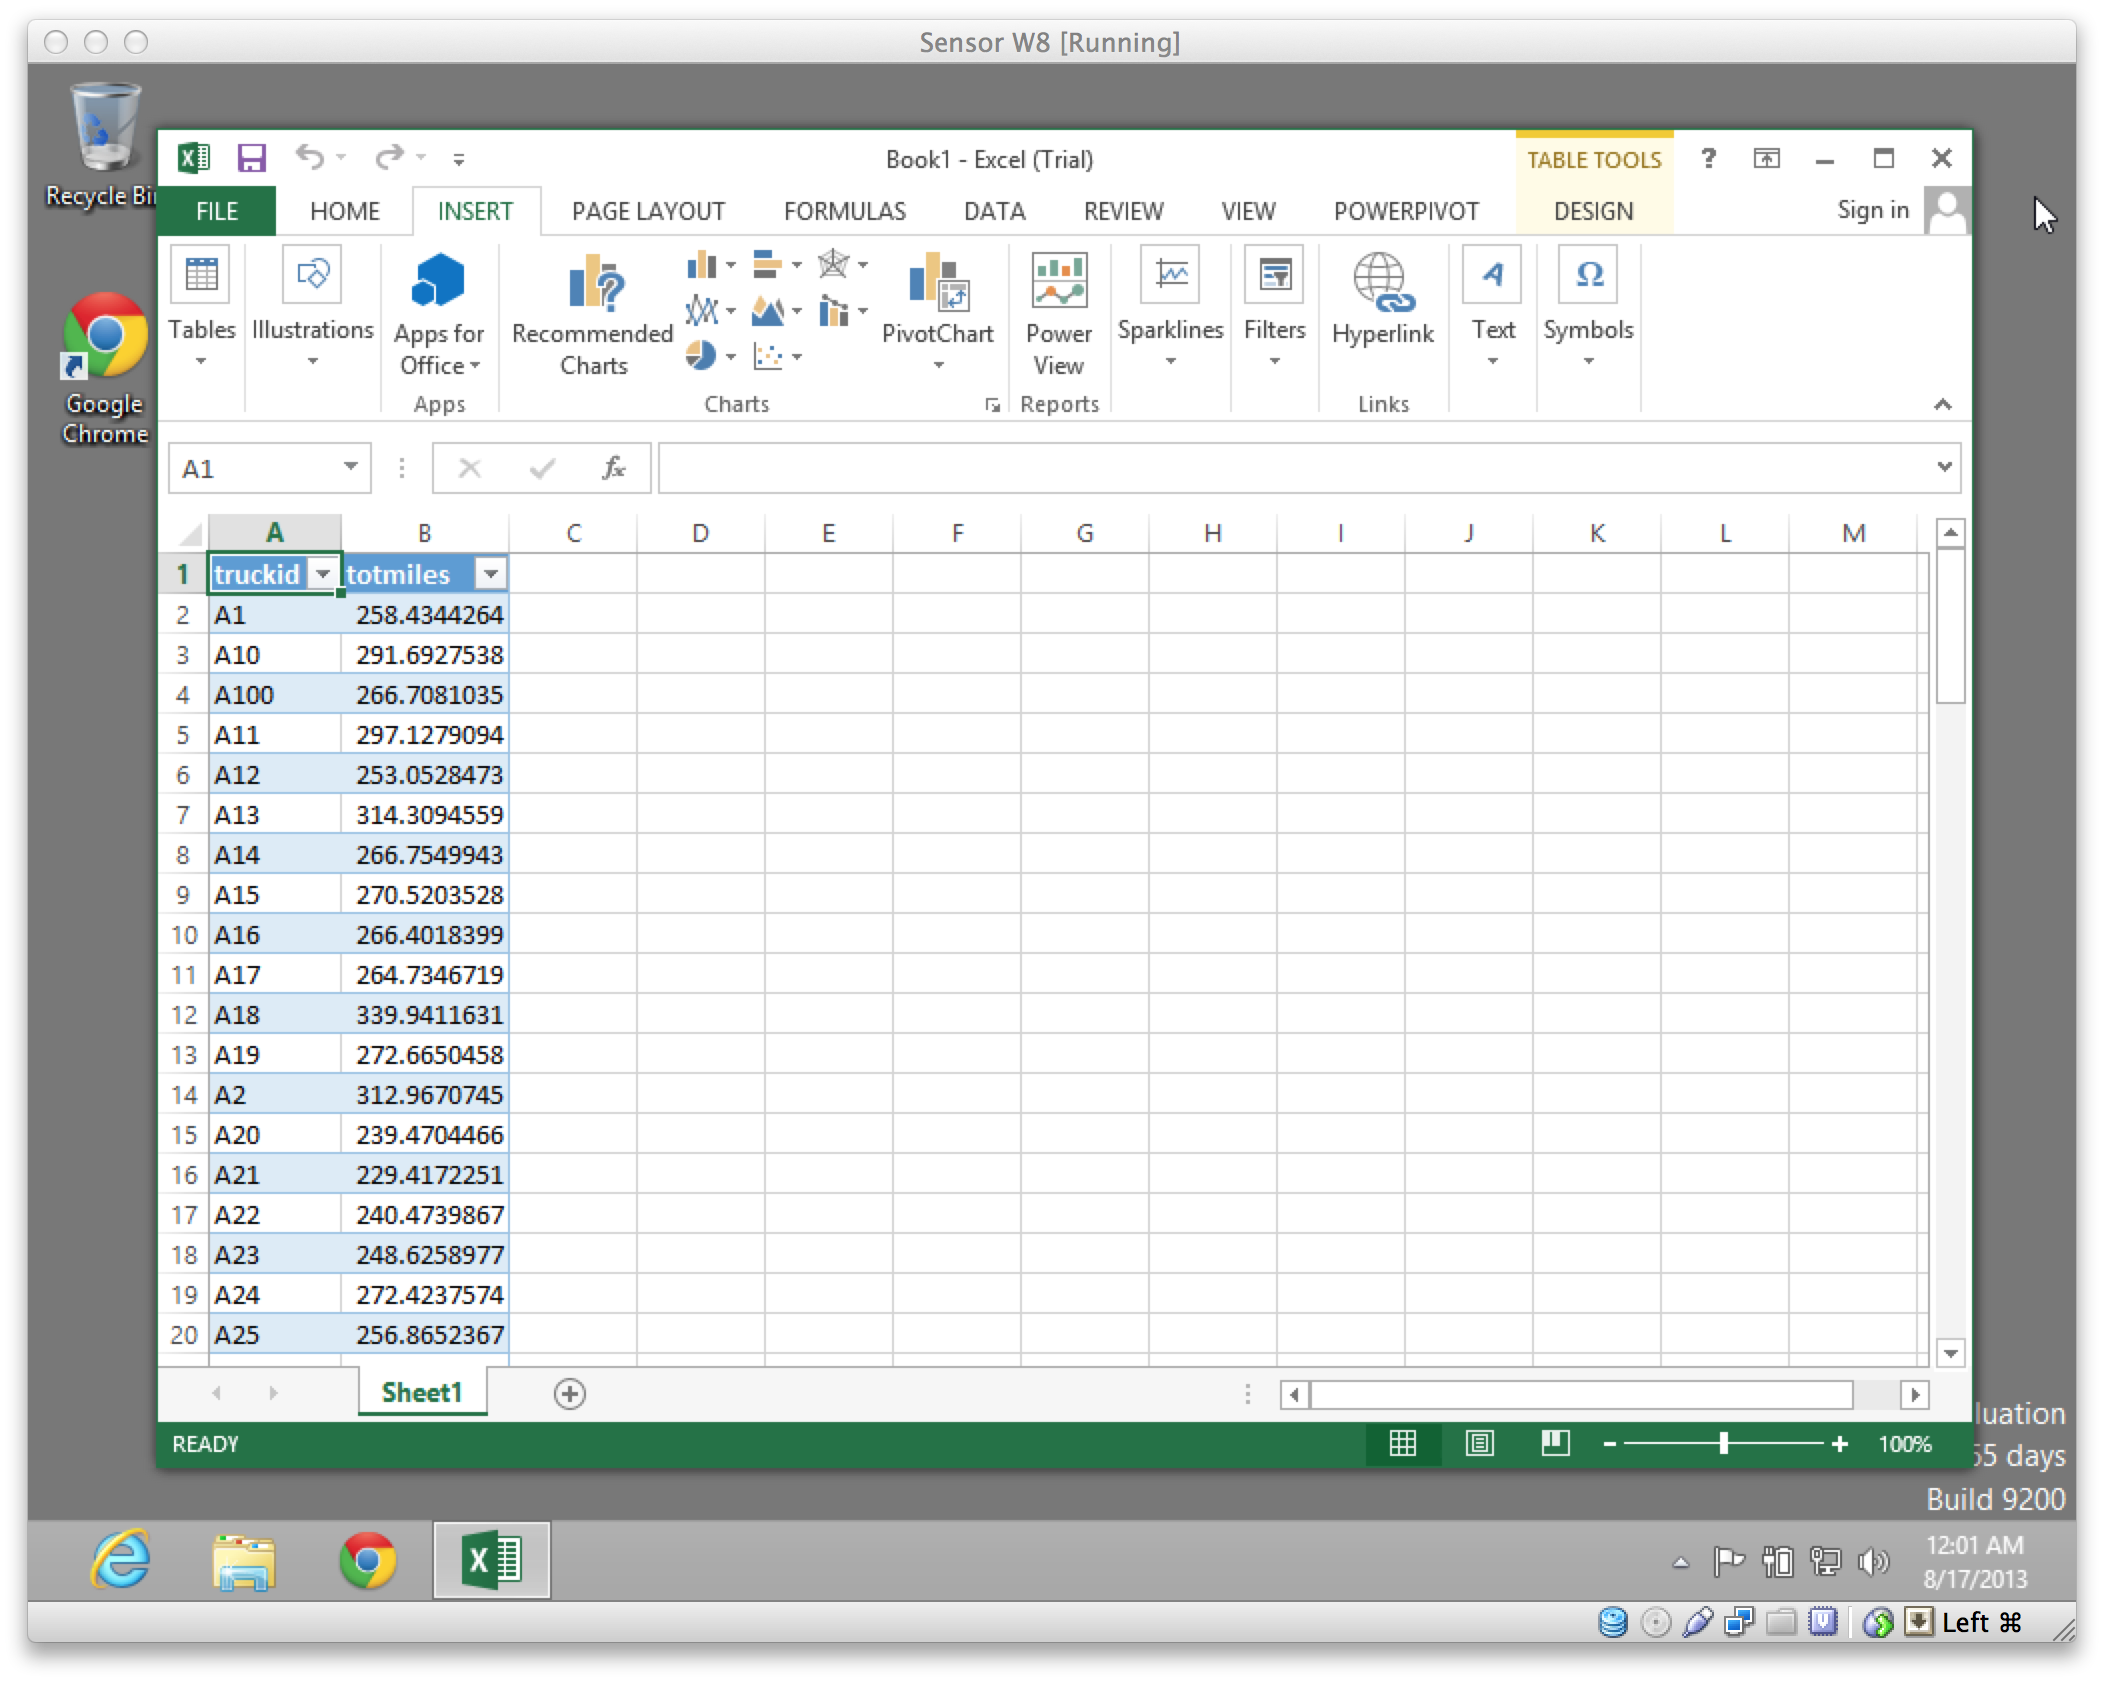 Sensor W8 [Running]
Recycle Bi
Google
Chrome
Book1 - Excel (Trial)
TABLE TOOLS
?
FILE
HOME
INSERT
PAGE LAYOUT
FORMULAS
DATA
REVIEW
VIEW
POWERPIVOT
DESIGN
Sign in
Tables
Illustrations
Apps for
Office
Recommended
Charts
PivotChart
Power
View
Sparklines
Filters
Hyperlink
Text
Symbols
Apps
Charts
Reports
Links
A1
fx
A B C D E F G H I J K L M
1 truckid totmiles
2 A1 258.4344264
3 A10 291.6927538
4 A100 266.7081035
5 A11 297.1279094
6 A12 253.0528473
7 A13 314.3094559
8 A14 266.7549943
9 A15 270.5203528
10 A16 266.4018399
11 A17 264.7346719
12 A18 339.9411631
13 A19 272.6650458
14 A2 312.9670745
15 A20 239.4704466
16 A21 229.4172251
17 A22 240.4739867
18 A23 248.6258977
19 A24 272.4237574
20 A25 256.8652367
Sheet1
READY
100%
luation
55 days
Build 9200
12:01 AM
8/17/2013
Left ⌘